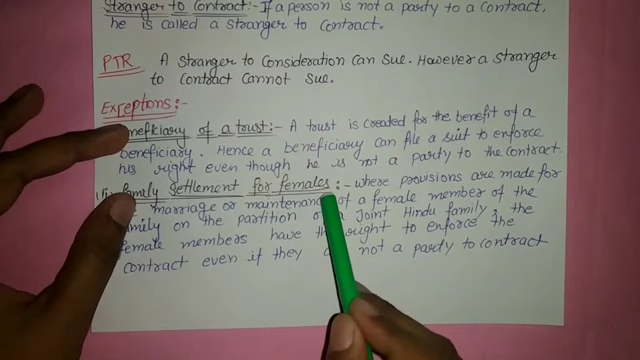 Stranger to Contract:- If a person is not a party to a contract,
he is called a stranger to contract.
PTR A Stranger to Consideration can sue. However a stranger
to contract cannot sue.
Exceptions:-
Beneficiary of a trust:- A trust is created for the benefit of a
beneficiary. Hence a beneficiary can file a suit to enforce
his right even though he is not a party to the contract
family Settlement for females:- where provisions are made for
marriage or maintenance of a female member of the
family on the partition of a Joint Hindu family, the
female members have the right to enforce the
contract even if they not a party to contract